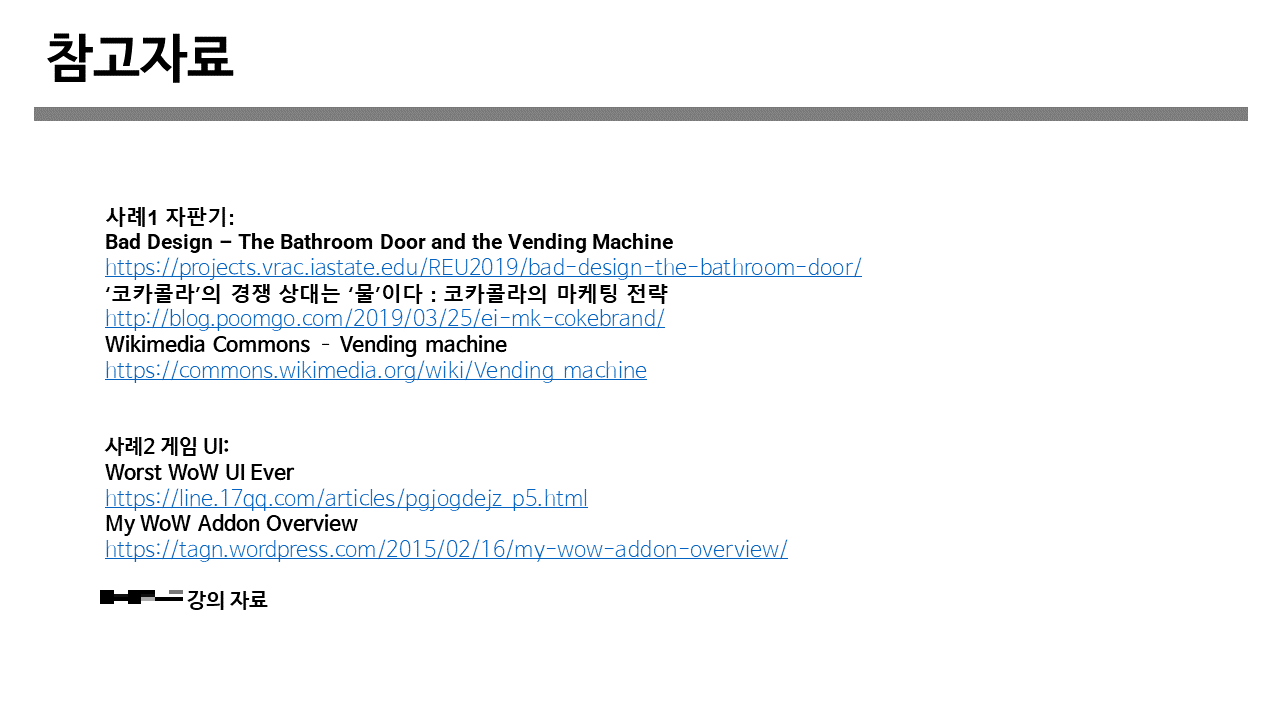 참고자료
사례1 자판기:
Bad Design – The Bathroom Door and the Vending Machine
https://projects.vrac.iastate.edu/REU2019/bad-design-the-bathroom-door/
‘코카콜라’의 경쟁 상대는 ‘물’이다 : 코카콜라의 마케팅 전략
http://blog.poomgo.com/2019/03/25/ei-mk-cokebrand/
Wikimedia Commons – Vending machine
https://commons.wikimedia.org/wiki/Vending_machine
사례2 게임 UI:
Worst WoW UI Ever
https://line.17qq.com/articles/pgjogdejz_p5.html
My WoW Addon Overview
https://tagn.wordpress.com/2015/02/16/my-wow-addon-overview/
강의 자료